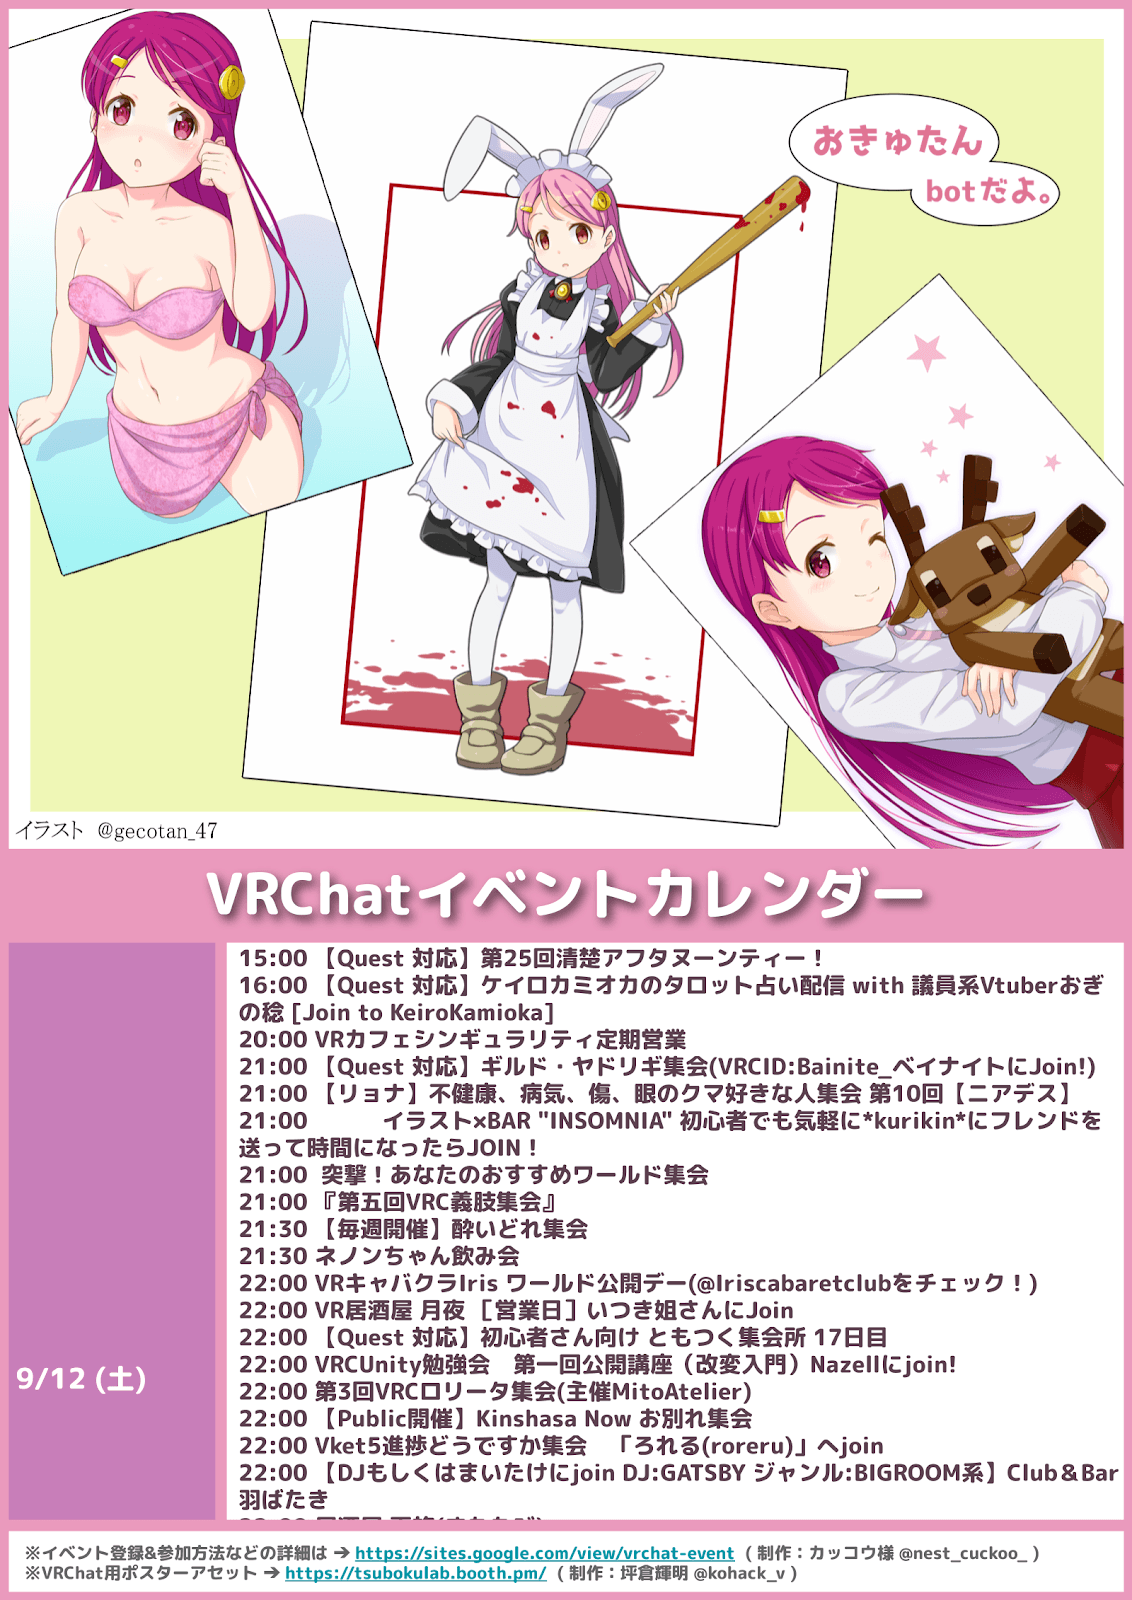 おきゅたん
botだよ。
イラスト @gecotan_47
VRChatイベントカレンダー
9/12 (土)
15:00 【Quest 対応】第25回清楚アフタヌーンティー！
16:00 【Quest 対応】ケイロカミオカのタロット占い配信 with 議員系Vtuberおぎ
の稔 [Join to KeiroKamioka]
20:00 VRカフェシンギュラリティ定期営業
21:00 【Quest 対応】ギルド・ヤドリギ集会(VRCID:Bainite_ベイナイトにJoin!)
21:00 【リョナ】不健康、病気、傷、眼のクマ好きな人集会 第10回【ニアデス】
21:00 イラスト×BAR "INSOMNIA" 初心者でも気軽に*kurikin*にフレンドを
送って時間になったらJOIN！
21:00 突撃！あなたのおすすめワールド集会
21:00 『第五回VRC義肢集会』
21:30 【毎週開催】酔いどれ集会
21:30 ネノンちゃん飲み会
22:00 VRキャバクラIris ワールド公開デー(@Iriscabaretclubをチェック！)
22:00 VR居酒屋 月夜 ［営業日］いつき姐さんにJoin
22:00 【Quest 対応】初心者さん向け ともつく集会所 17日目
22:00 VRCUnity勉強会 第一回公開講座（改変入門）Nazellにjoin!
22:00 第3回VRCロリータ集会(主催MitoAtelier)
22:00 【Public開催】Kinshasa Now お別れ集会
22:00 Vket5進捗どうですか集会 「ろれる(roreru)」へjoin
22:00 【DJもしくはまいたけにjoin DJ:GATSBY ジャンル:BIGROOM系】Club＆Bar
羽ばたき
※イベント登録&参加方法などの詳細は ➔ https://sites.google.com/view/vrchat-event ( 制作：カッコウ様 @nest_cuckoo_ )
※VRChat用ポスターアセット ➔ https://tsubokulab.booth.pm/ ( 制作：坪倉輝明 @kohack_v )